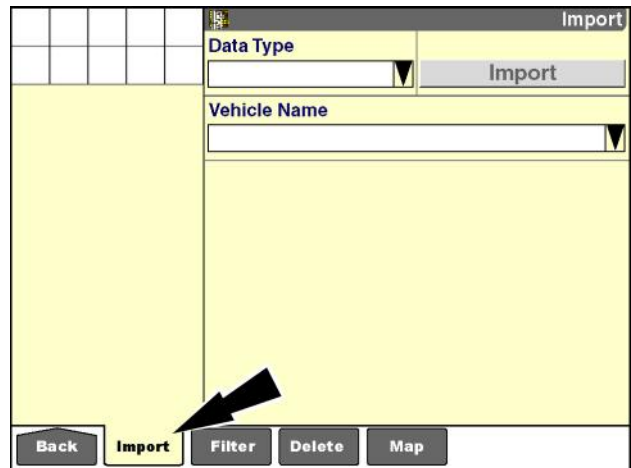 Import
Data Type
Import
Vehicle Name
Back Import Filter Delete Map